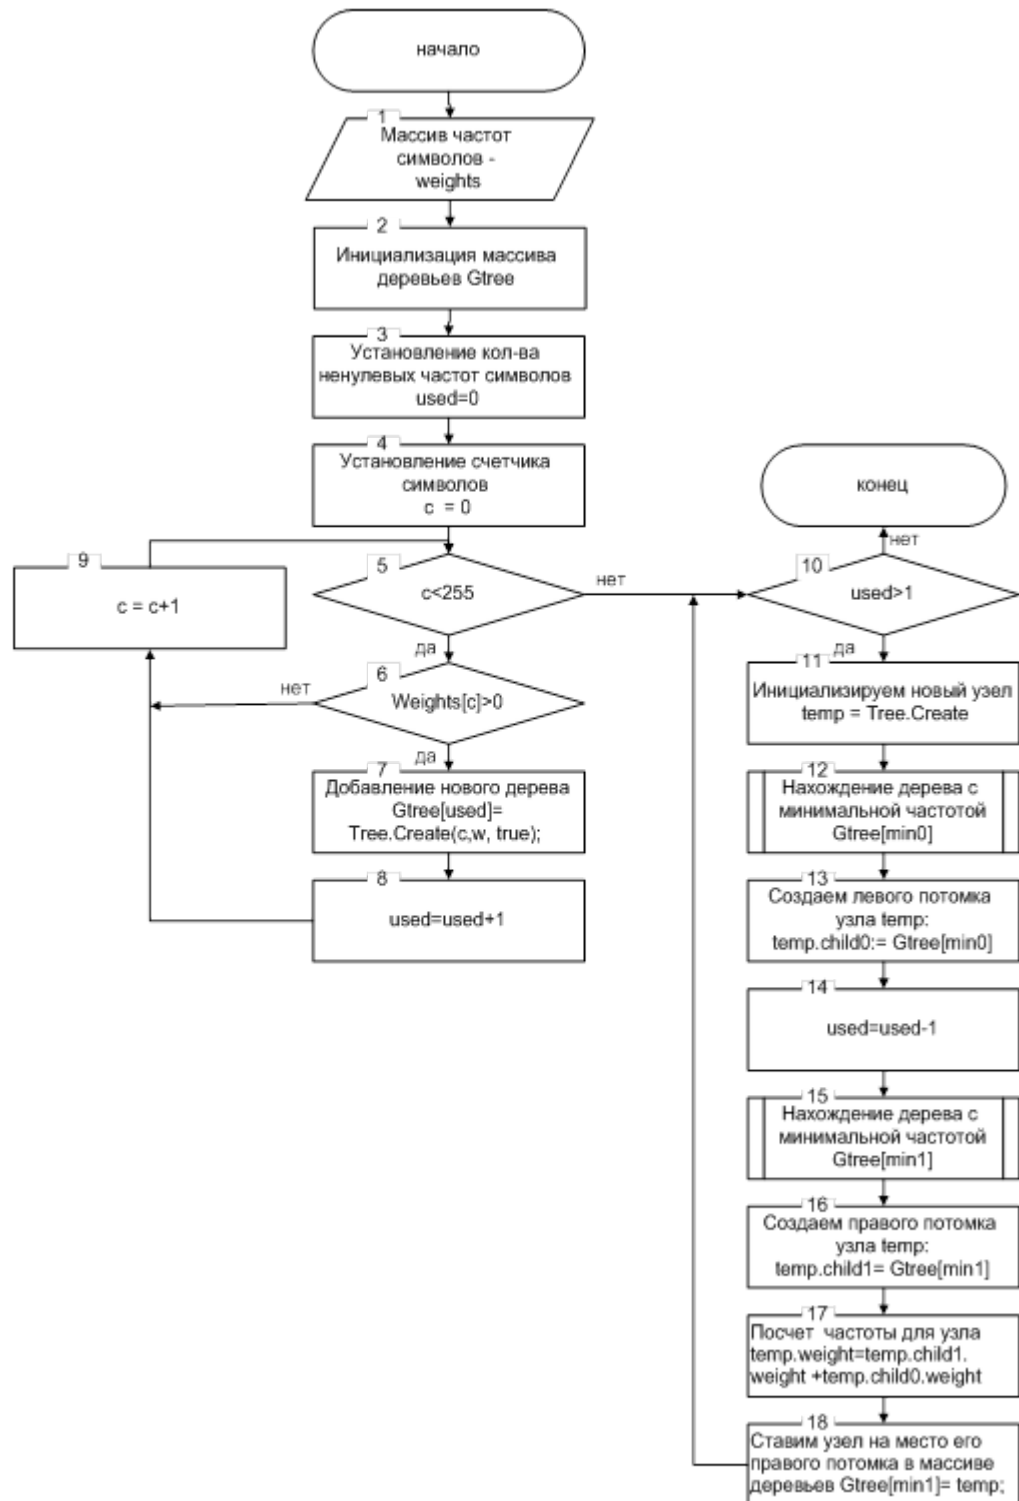 начало
1
Массив частот
символов -
weights
2
Инициализация массива
деревьев Gtree
3
Установление кол-ва
ненулевых частот символов
used=0
4
Установление счетчика
символов
c = 0
5
c<255
нет
да
9
c = c+1
6
Weights[c]>0
нет
да
7
Добавление нового дерева
Gtree[used]=
Tree.Create(c,w, true);
8
used=used+1
конец
нет
10
used>1
да
11
Инициализируем новый узел
temp = Tree.Create
12
Нахождение дерева с
минимальной частотой
Gtree[min0]
13
Создаем левого потомка
узла temp:
temp.child0:= Gtree[min0]
14
used=used-1
15
Нахождение дерева с
минимальной частотой
Gtree[min1]
16
Создаем правого потомка
узла temp:
temp.child1= Gtree[min1]
17
Посчет частоты для узла
temp.weight=temp.child1.
weight +temp.child0.weight
18
Ставим узел на место его
правого потомка в массиве
деревьев Gtree[min1]= temp;